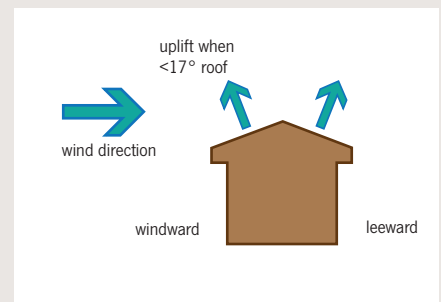 uplift when
<17° roof
wind direction
windward
leeward